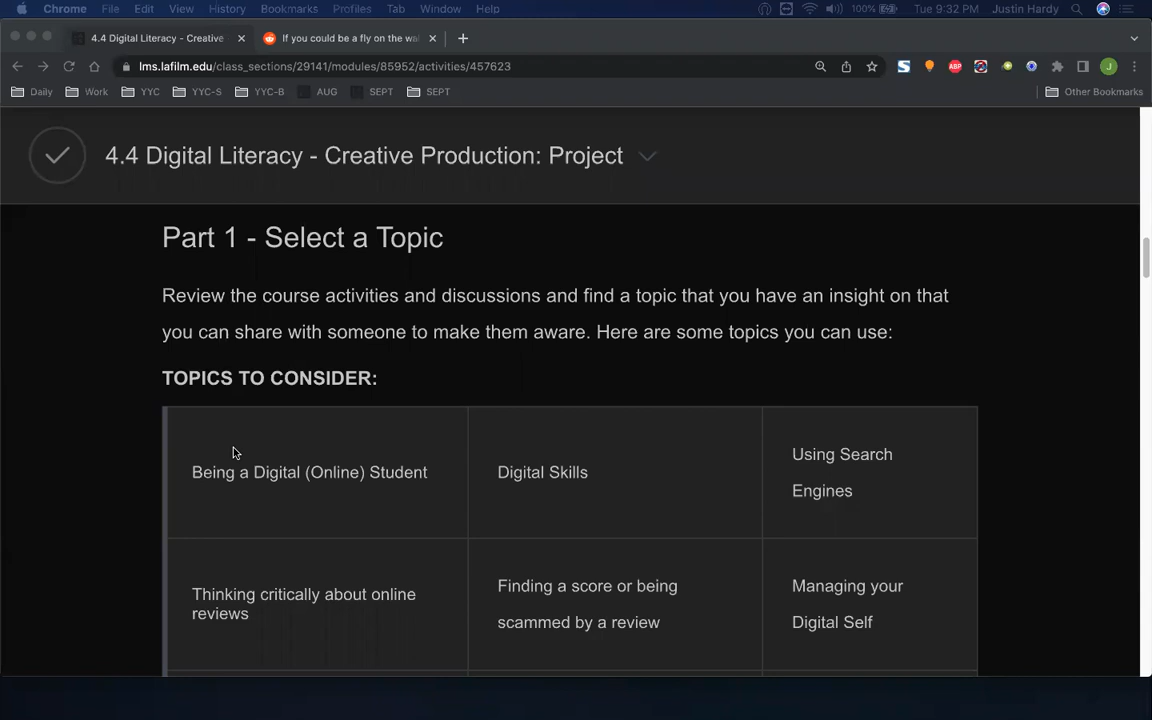 Chrome File Edit View History Bookmarks Profiles Tab Window Help 100% Tue 9:32 PM Justin Hardy
4.4 Digital Literacy - Creative If you could be a fly on the wa
lms.lafilm.edu/class_sections/29141/modules/85952/activities/457623 ABP J
Daily Work YYC YYC-S YYC-B AUG SEPT SEPT Other Bookmarks
4.4 Digital Literacy - Creative Production: Project
Part 1 - Select a Topic
Review the course activities and discussions and find a topic that you have an insight on that
you can share with someone to make them aware. Here are some topics you can use:
TOPICS TO CONSIDER:
Being a Digital (Online) Student
Digital Skills
Using Search
Engines
Thinking critically about online
reviews
Finding a score or being
scammed by a review
Managing your
Digital Self